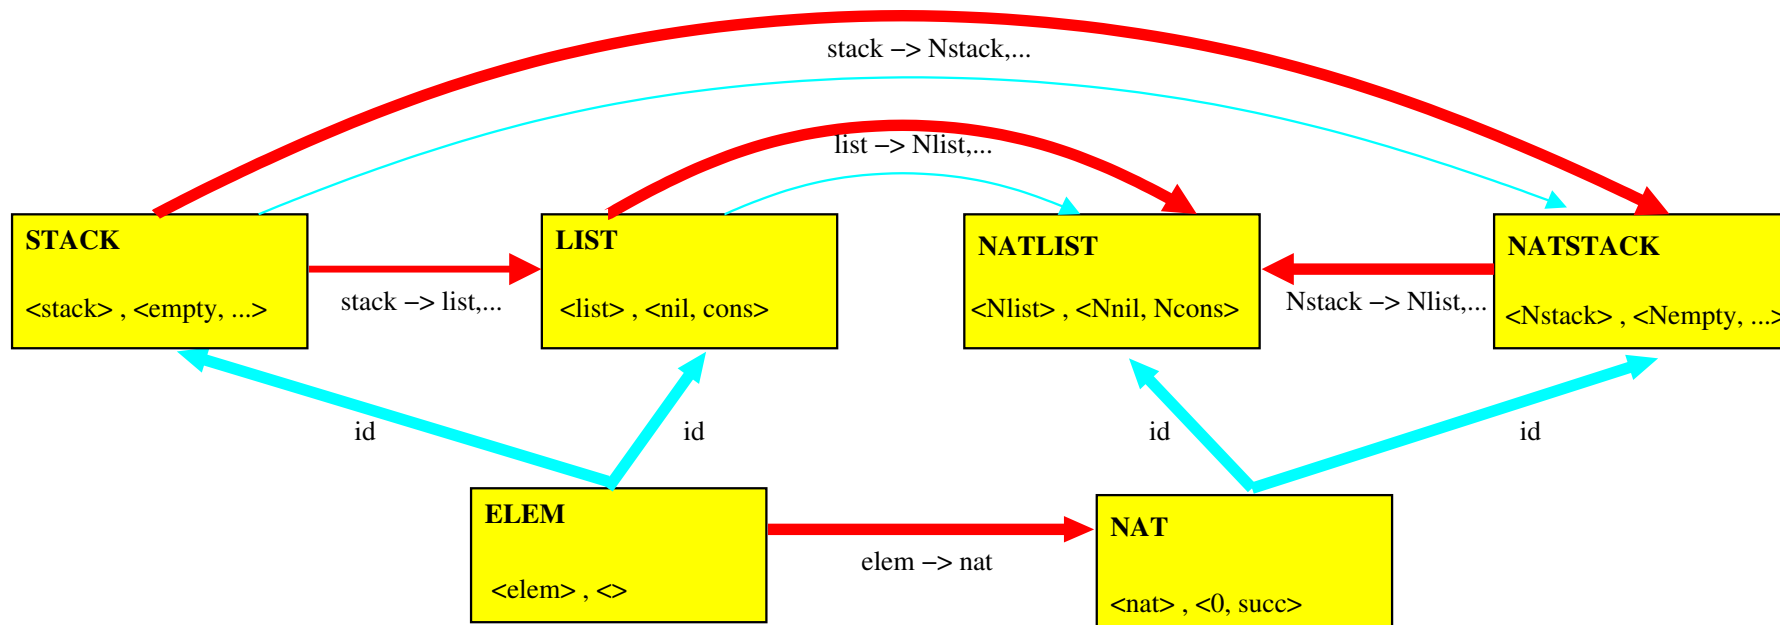 stack −> Nstack,...
list −> Nlist,...
STACK
<stack> , <empty, ...>
stack −> list,...
LIST
<list> , <nil, cons>
NATLIST
<Nlist> , <Nnil, Ncons>
Nstack −> Nlist,...
NATSTACK
<Nstack> , <Nempty, ...>
id
id
id
id
ELEM
<elem> , <>
elem −> nat
NAT
<nat> , <0, succ>